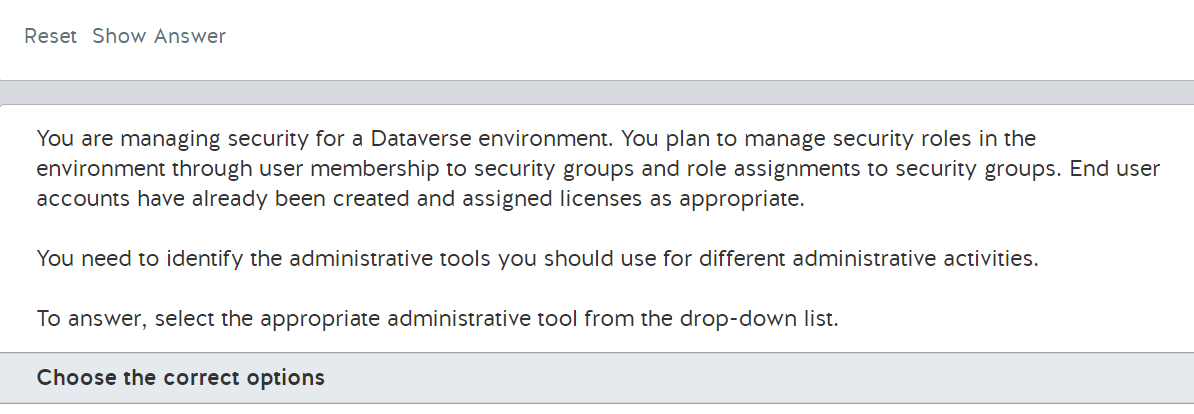 Reset Show Answer
You are managing security for a Dataverse environment. You plan to manage security roles in the
environment through user membership to security groups and role assignments to security groups. End user
accounts have already been created and assigned licenses as appropriate.
You need to identify the administrative tools you should use for different administrative activities.
To answer, select the appropriate administrative tool from the drop-down list.
Choose the correct options